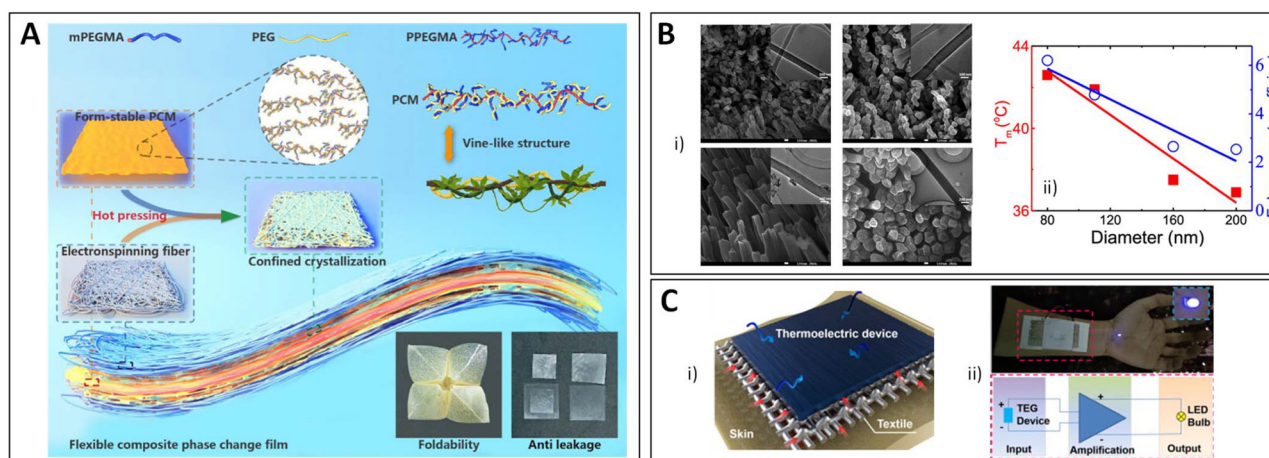 A
mPEGMA
PEG
PPEGMA
Form-stable PCM
PCM
Vine-like structure
Hot pressing
Electronspinning fiber
Confined crystallization
Flexible composite phase change film
Foldability
Anti leakage
B
i)
ii)
44
40
36
Tm (°C)
6
4
2
0
80
120
160
200
Diameter (nm)
C
i)
Thermoelectric device
Skin
Textile
ii)
+
-
TEG
Device
+
-
LED
Bulb
Input
Amplification
Output